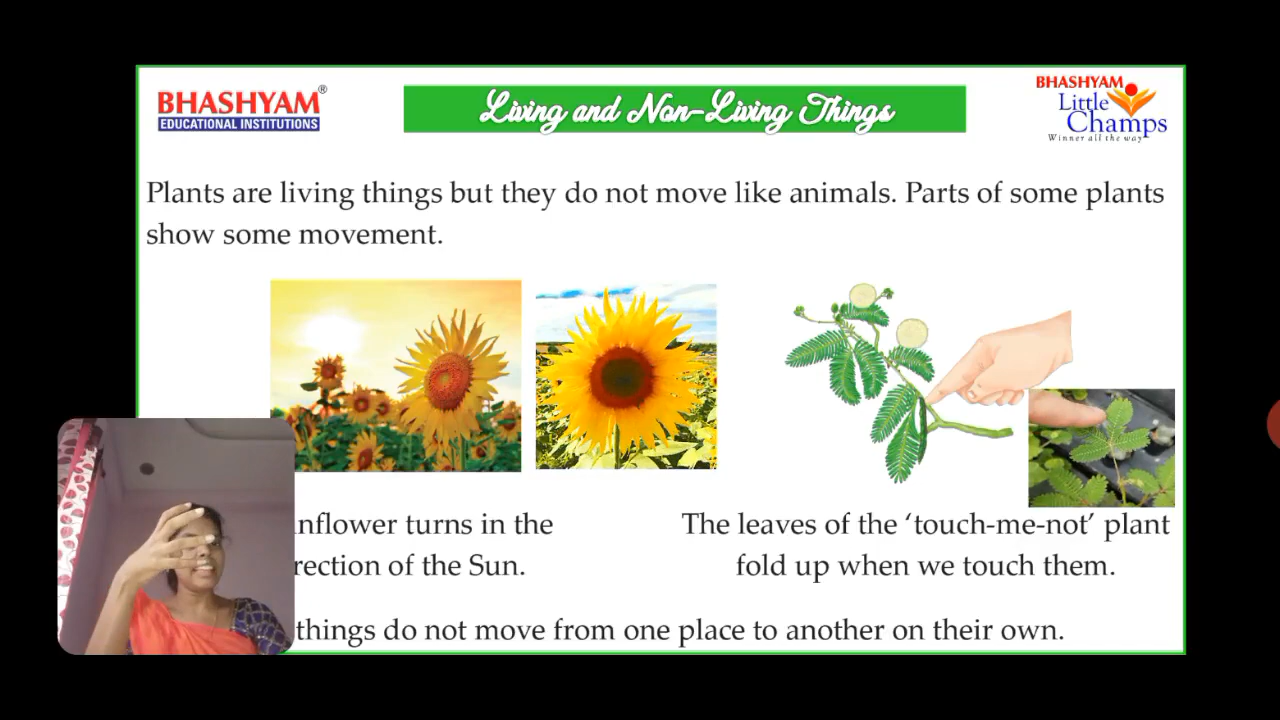 BHASHYAM®
EDUCATIONAL INSTITUTIONS
Living and Non-Living Things
BHASHYAM
Little
Champs
Winner all the way
Plants are living things but they do not move like animals. Parts of some plants
show some movement.
nflower turns in the
rection of the Sun.
The leaves of the ‘touch-me-not’ plant
fold up when we touch them.
things do not move from one place to another on their own.